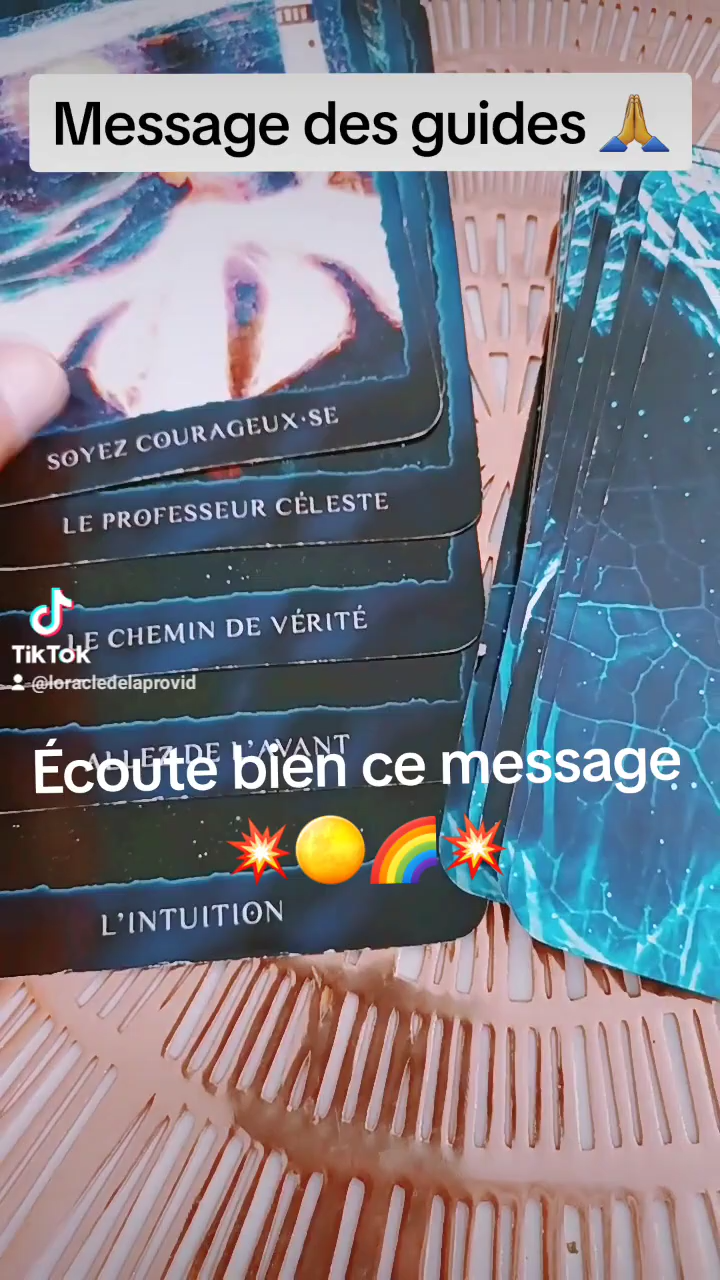 Message des guides 🙏
SOYEZ COURAGEUX·SE
LE PROFESSEUR CÉLESTE
LE CHEMIN DE VÉRITÉ
TikTok
@loracledelaprovid
ALLEZ DE L'AVANT
Écoute bien ce message
💥🌕🌈💥
L'INTUITION